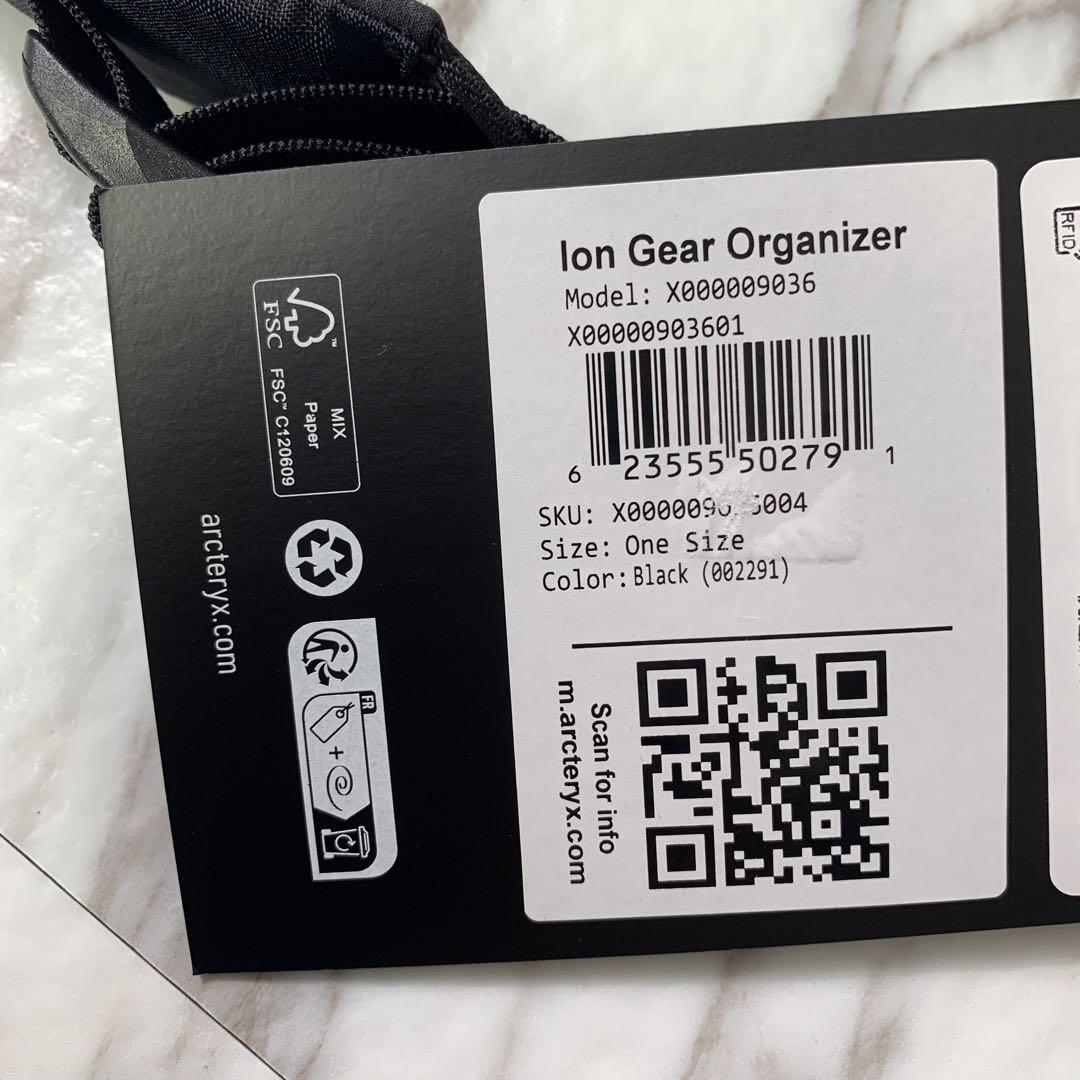 Ion Gear Organizer
Model: X000009036
X00000903601
6 23555 50279 1
Size: One Size
Color: Black (002291)
Scan for info
m.arcteryx.com
FSC
FSC™ C120609
MIX
Paper
arcteryx.com
FR
RFID